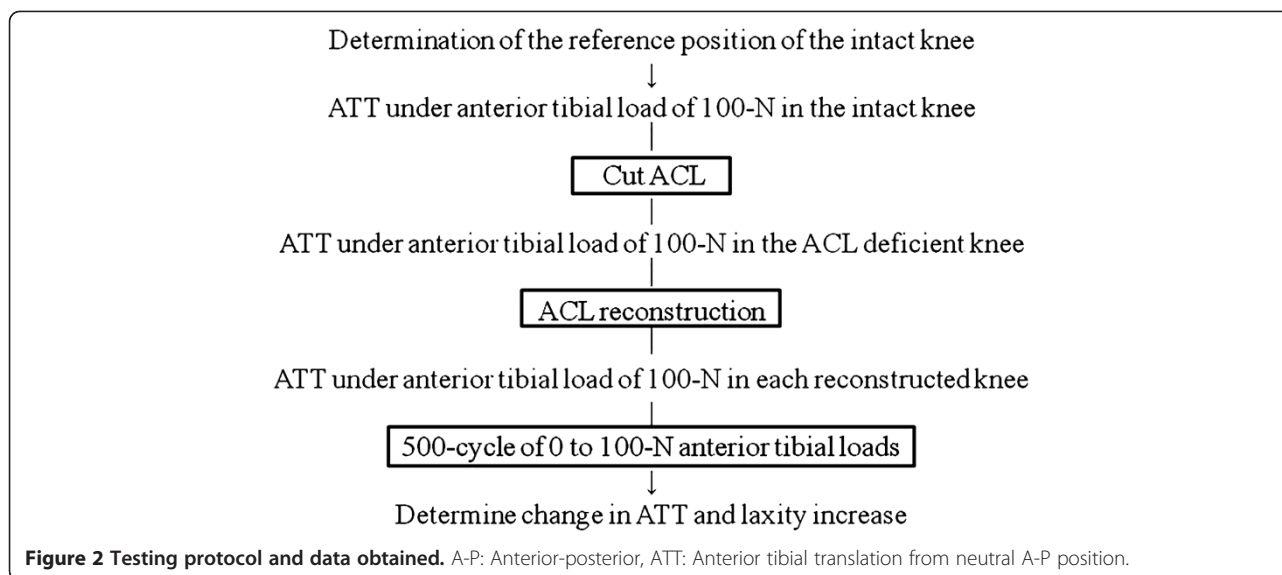 Determination of the reference position of the intact knee
↓
ATT under anterior tibial load of 100-N in the intact knee
Cut ACL
ATT under anterior tibial load of 100-N in the ACL deficient knee
ACL reconstruction
ATT under anterior tibial load of 100-N in each reconstructed knee
500-cycle of 0 to 100-N anterior tibial loads
↓
Determine change in ATT and laxity increase
Figure 2 Testing protocol and data obtained. A-P: Anterior-posterior, ATT: Anterior tibial translation from neutral A-P position.